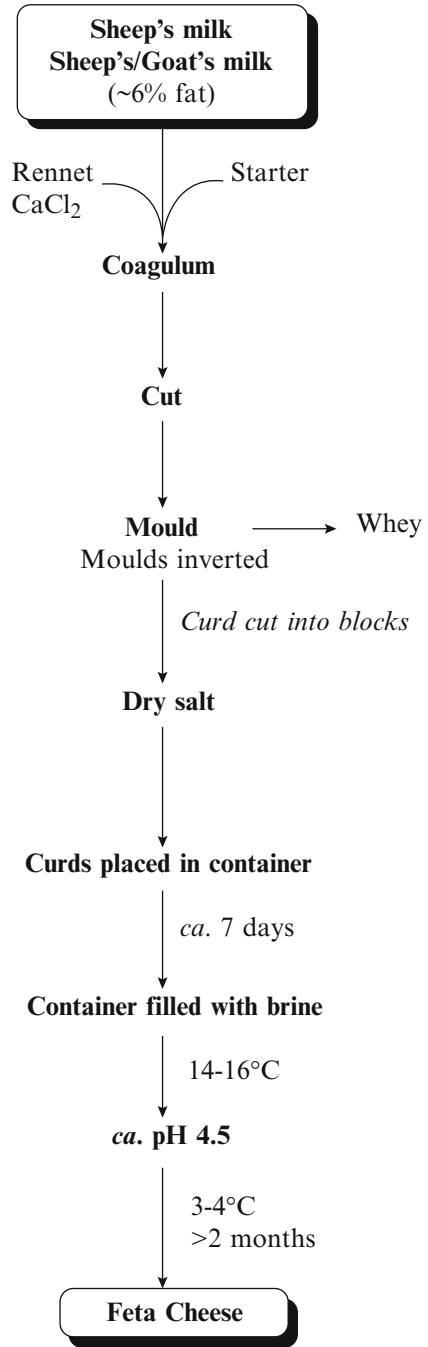 Sheep's milk
Sheep's/Goat's milk
(~6% fat)
Rennet
CaCl₂
Starter
Coagulum
Cut
Mould
Moulds inverted
Whey
Curd cut into blocks
Dry salt
Curds placed in container
ca. 7 days
Container filled with brine
14-16°C
ca. pH 4.5
3-4°C
>2 months
Feta Cheese